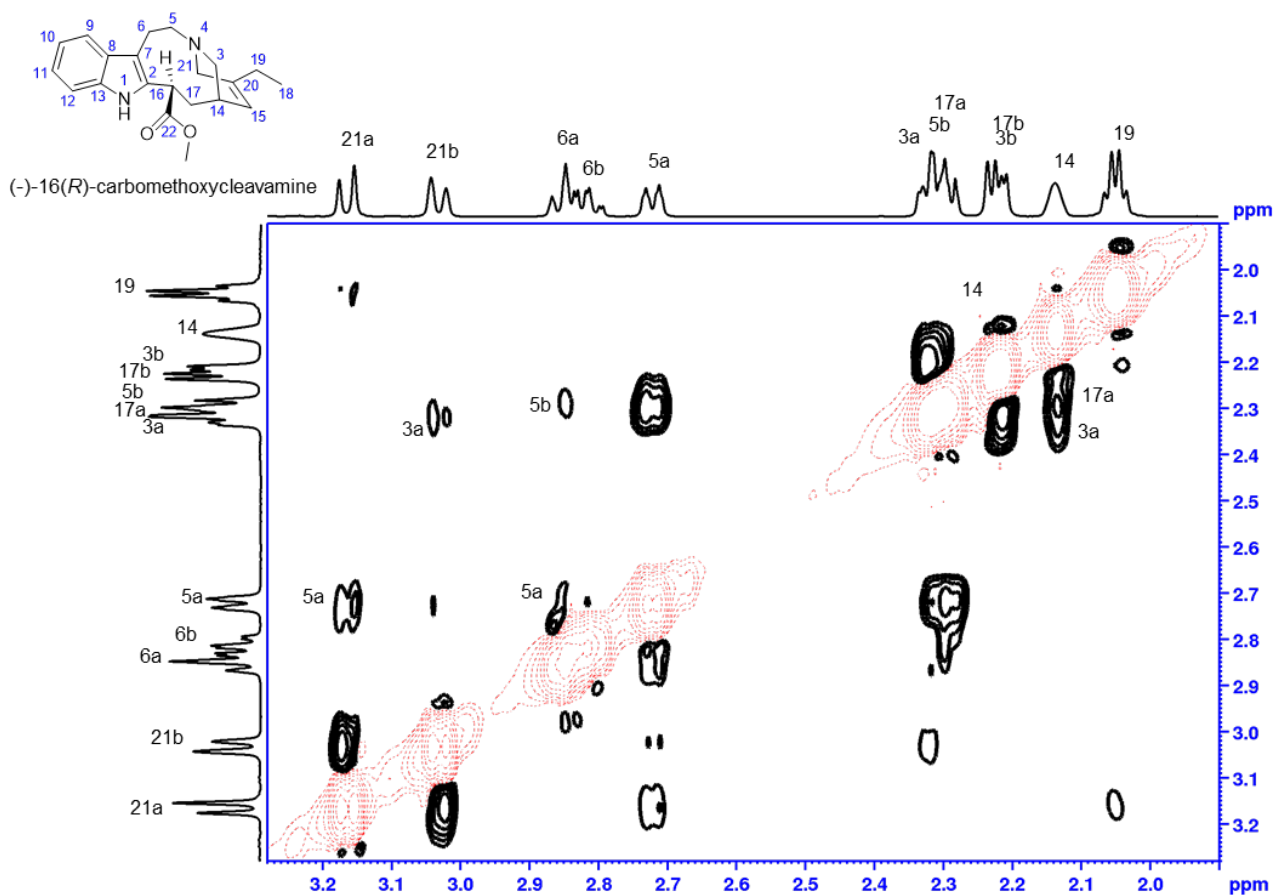 5
6
4
9
N
10
8
H
3
19
7
21
11
1
2
20
N
16
17
18
12
13
H
14
15
O
22
O
(-)-16(R)-carbomethoxycleavamine
21a
21b
6a
6b
5a
17a
3a
5b
17b
3b
14
19
ppm
19
14
3b
17b
5b
17a
3a
5a
6b
6a
21b
21a
14
3a
5b
17a
3a
5a
5a
2.0
2.1
2.2
2.3
2.4
2.5
2.6
2.7
2.8
2.9
3.0
3.1
3.2
3.2 3.1 3.0 2.9 2.8 2.7 2.6 2.5 2.4 2.3 2.2 2.1 2.0 ppm